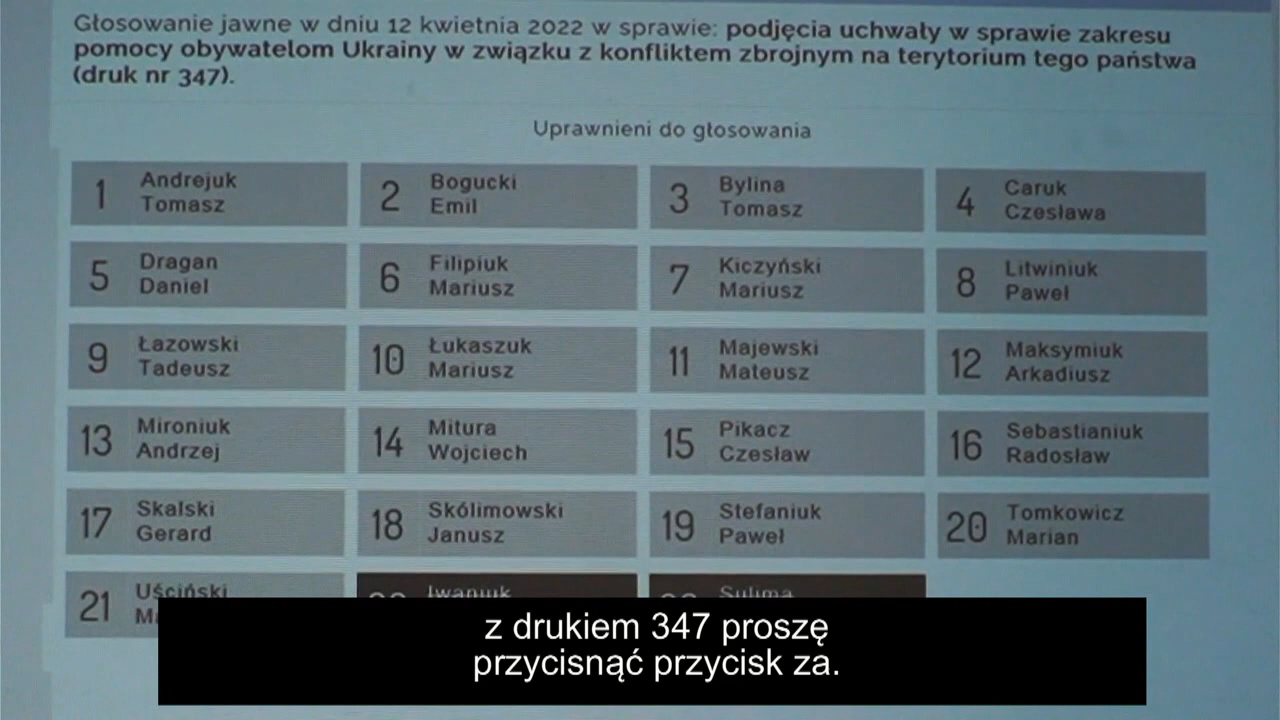 Głosowanie jawne w dniu 12 kwietnia 2022 w sprawie: podjęcia uchwały w sprawie zakresu
pomocy obywatelom Ukrainy w związku z konfliktem zbrojnym na terytorium tego państwa
(druk nr 347).
Uprawnieni do głosowania
1 Andrejuk Tomasz
2 Bogucki Emil
3 Bylina Tomasz
4 Caruk Czesława
5 Dragan Daniel
6 Filipiuk Mariusz
7 Kiczyński Mariusz
8 Litwiniuk Paweł
9 Łazowski Tadeusz
10 Łukaszuk Mariusz
11 Majewski Mateusz
12 Maksymiuk Arkadiusz
13 Mironiuk Andrzej
14 Mitura Wojciech
15 Pikacz Czesław
16 Sebastianiuk Radosław
17 Skalski Gerard
18 Skólimowski Janusz
19 Stefaniuk Paweł
20 Tomkowicz Marian
21 Uściński
Iwaniuk
Sulima
z drukiem 347 proszę
przycisnąć przycisk za.